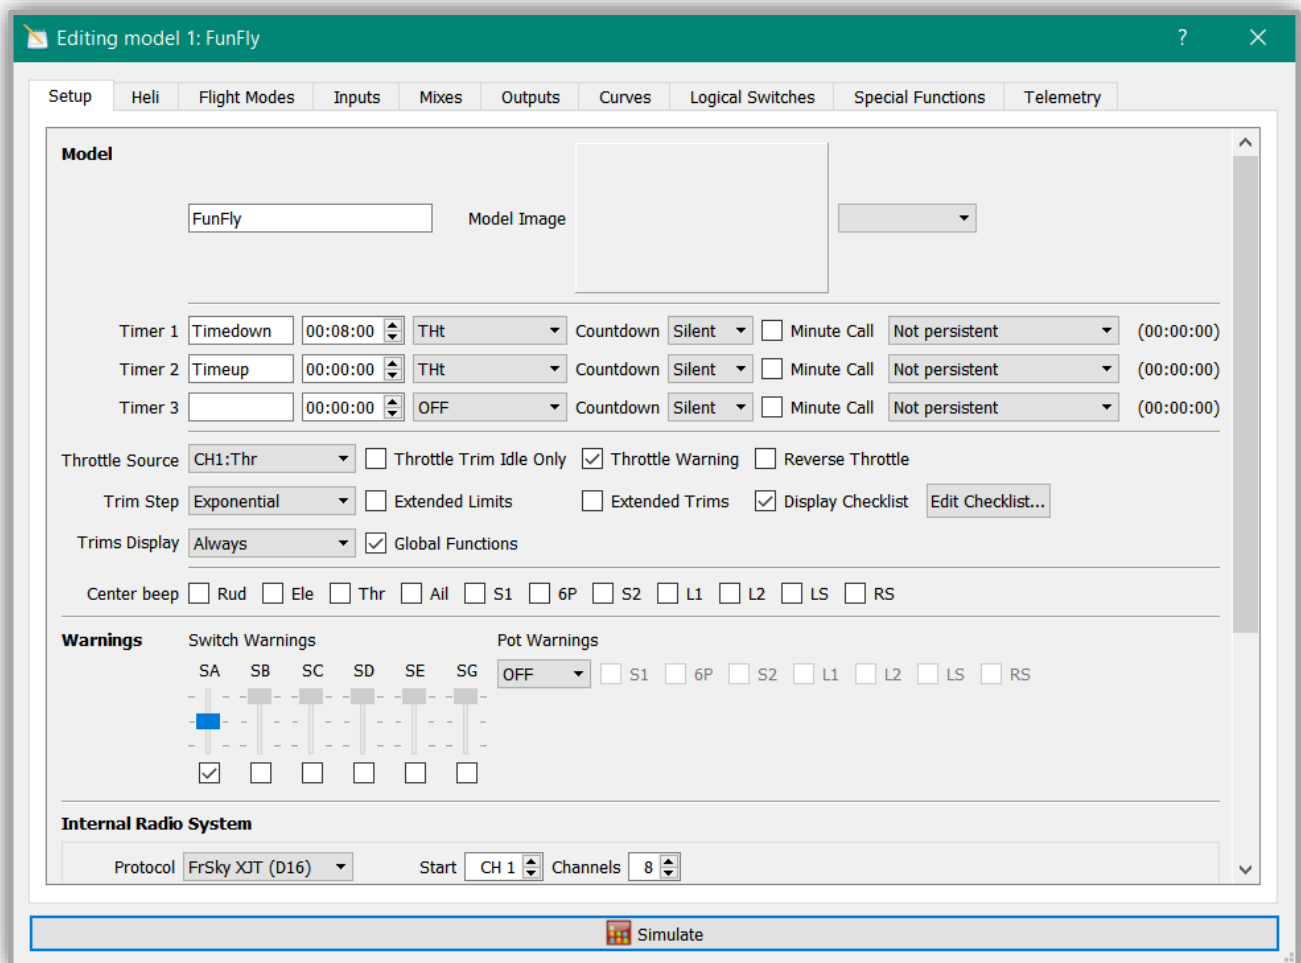 Editing model 1: FunFly ?
Setup Heli Flight Modes Inputs Mixes Outputs Curves Logical Switches Special Functions Telemetry
Model
FunFly Model Image
Timer 1 Timedown 00:08:00 THt Countdown Silent Minute Call Not persistent (00:00:00)
Timer 2 Timeup 00:00:00 THt Countdown Silent Minute Call Not persistent (00:00:00)
Timer 3 00:00:00 OFF Countdown Silent Minute Call Not persistent (00:00:00)
Throttle Source CH1:Thr Throttle Trim Idle Only Throttle Warning Reverse Throttle
Trim Step Exponential Extended Limits Extended Trims Display Checklist Edit Checklist...
Trims Display Always Global Functions
Center beep Rud Ele Thr Ail S1 6P S2 L1 L2 LS RS
Warnings Switch Warnings Pot Warnings
SA SB SC SD SE SG OFF S1 6P S2 L1 L2 LS RS
Internal Radio System
Protocol FrSky XJT (D16) Start CH 1 Channels 8
Simulate